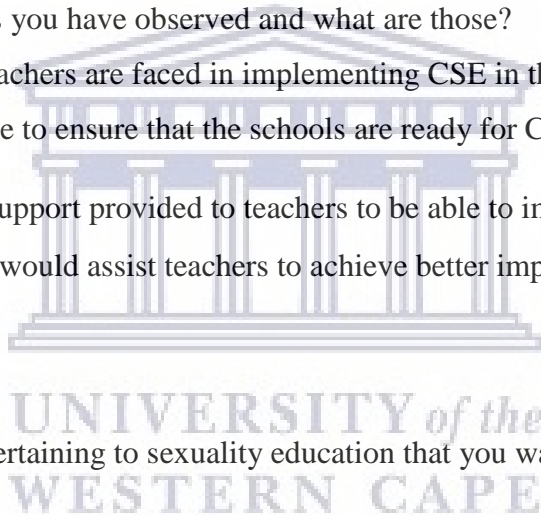 s you have observed and what are those?
achers are faced in implementing CSE in th
e to ensure that the schools are ready for C
upport provided to teachers to be able to in
would assist teachers to achieve better imp
UNIVERSITY of the
ertaining to sexuality education that you wa
WESTERN CAPE